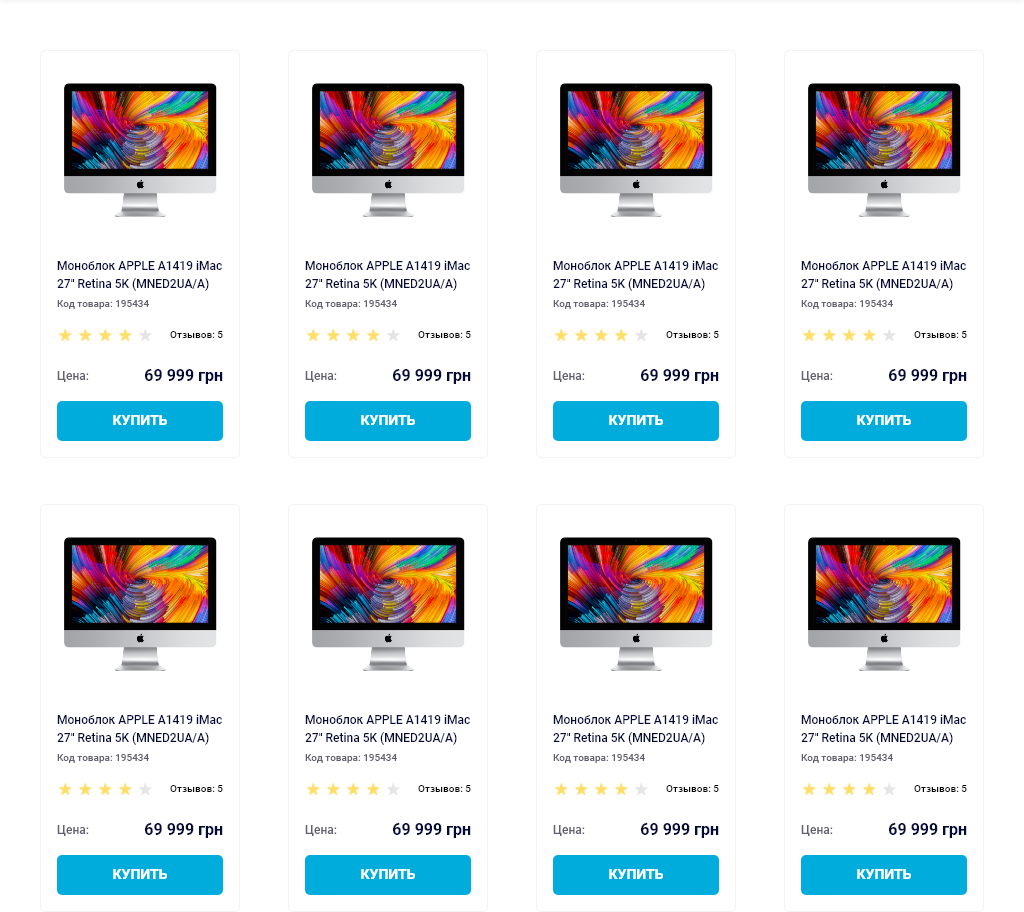 Моноблок APPLE A1419 iMac
27" Retina 5K (MNED2UA/A)
Код товара: 195434
Отзывов: 5
Цена: 69 999 грн
КУПИТЬ
Моноблок APPLE A1419 iMac
27" Retina 5K (MNED2UA/A)
Код товара: 195434
Отзывов: 5
Цена: 69 999 грн
КУПИТЬ
Моноблок APPLE A1419 iMac
27" Retina 5K (MNED2UA/A)
Код товара: 195434
Отзывов: 5
Цена: 69 999 грн
КУПИТЬ
Моноблок APPLE A1419 iMac
27" Retina 5K (MNED2UA/A)
Код товара: 195434
Отзывов: 5
Цена: 69 999 грн
КУПИТЬ
Моноблок APPLE A1419 iMac
27" Retina 5K (MNED2UA/A)
Код товара: 195434
Отзывов: 5
Цена: 69 999 грн
КУПИТЬ
Моноблок APPLE A1419 iMac
27" Retina 5K (MNED2UA/A)
Код товара: 195434
Отзывов: 5
Цена: 69 999 грн
КУПИТЬ
Моноблок APPLE A1419 iMac
27" Retina 5K (MNED2UA/A)
Код товара: 195434
Отзывов: 5
Цена: 69 999 грн
КУПИТЬ
Моноблок APPLE A1419 iMac
27" Retina 5K (MNED2UA/A)
Код товара: 195434
Отзывов: 5
Цена: 69 999 грн
КУПИТЬ